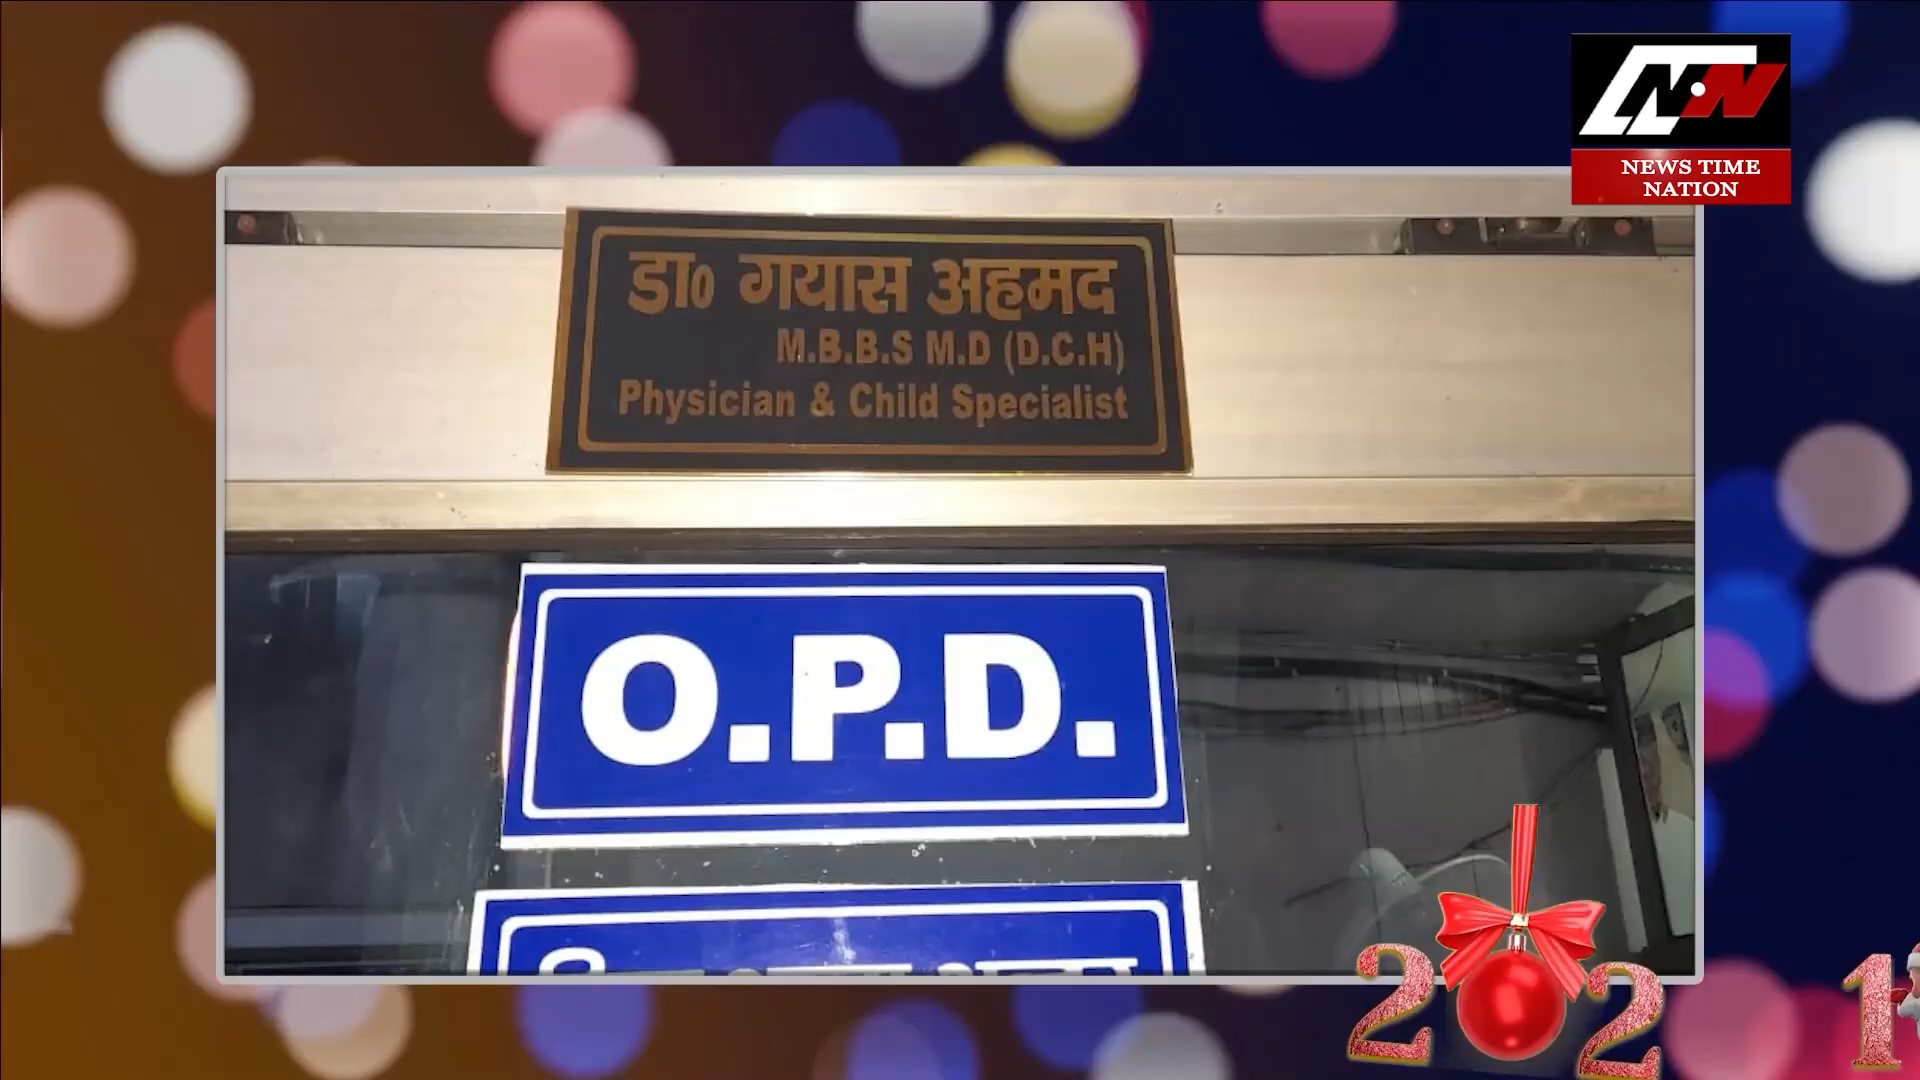 NEWS TIME
NATION
डा० गयास अहमद
M.B.B.S M.D (D.C.H)
Physician & Child Specialist
O.P.D.
2021